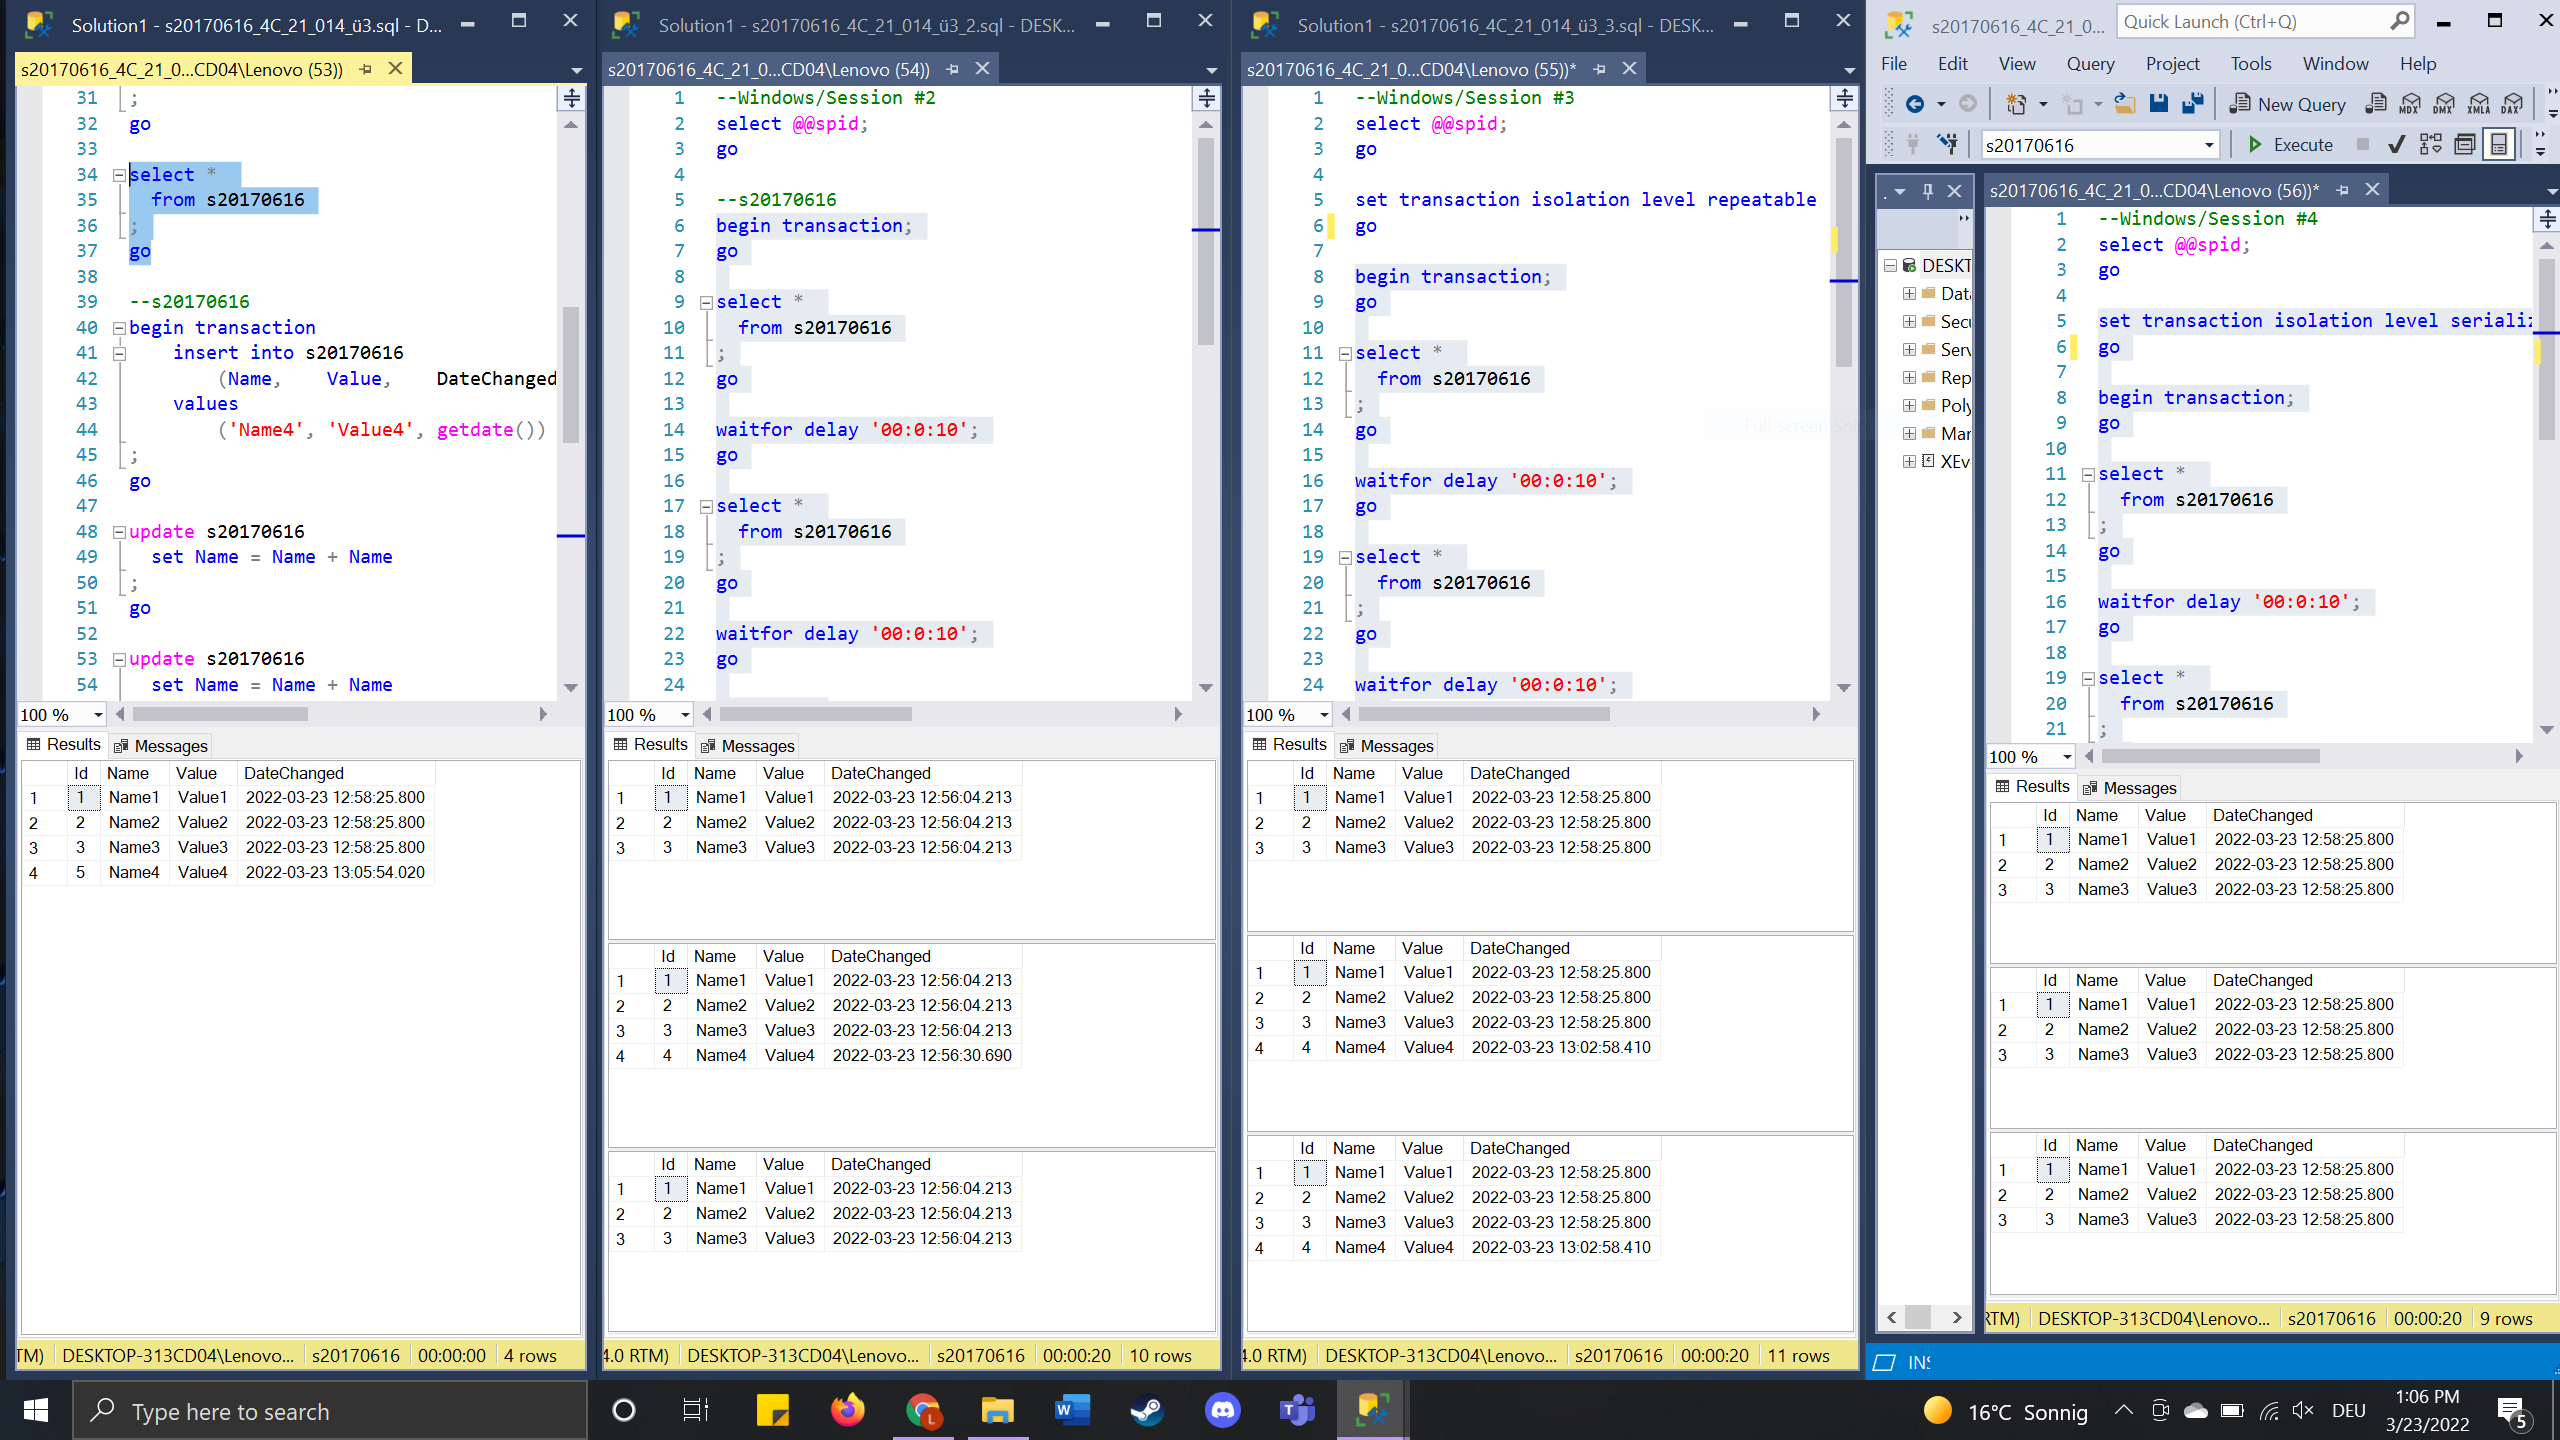 Solution1 - s20170616_4C_21_014_ü3.sql - D...
s20170616_4C_21_0...CD04\Lenovo (53))
31 ;
32 go
33
34 select *
35 from s20170616
36 ;
37 go
38
39 --s20170616
40 begin transaction
41 insert into s20170616
42 (Name, Value, DateChanged
43 values
44 ('Name4', 'Value4', getdate())
45 ;
46 go
47
48 update s20170616
49 set Name = Name + Name
50 ;
51 go
52
53 update s20170616
54 set Name = Name + Name
100 %
Results Messages
Id Name Value DateChanged
1 1 Name1 Value1 2022-03-23 12:58:25.800
2 2 Name2 Value2 2022-03-23 12:58:25.800
3 3 Name3 Value3 2022-03-23 12:58:25.800
4 5 Name4 Value4 2022-03-23 13:05:54.020
TM) DESKTOP-313CD04\Lenovo... s20170616 00:00:00 4 rows
Solution1 - s20170616_4C_21_014_ü3_2.sql - DESK...
s20170616_4C_21_0...CD04\Lenovo (54))
1 --Windows/Session #2
2 select @@spid;
3 go
4
5 --s20170616
6 begin transaction;
7 go
8
9 select *
10 from s20170616
11 ;
12 go
13
14 waitfor delay '00:0:10';
15 go
16
17 select *
18 from s20170616
19 ;
20 go
21
22 waitfor delay '00:0:10';
23 go
24
100 %
Results Messages
Id Name Value DateChanged
1 1 Name1 Value1 2022-03-23 12:56:04.213
2 2 Name2 Value2 2022-03-23 12:56:04.213
3 3 Name3 Value3 2022-03-23 12:56:04.213
Id Name Value DateChanged
1 1 Name1 Value1 2022-03-23 12:56:04.213
2 2 Name2 Value2 2022-03-23 12:56:04.213
3 3 Name3 Value3 2022-03-23 12:56:04.213
4 4 Name4 Value4 2022-03-23 12:56:30.690
Id Name Value DateChanged
1 1 Name1 Value1 2022-03-23 12:56:04.213
2 2 Name2 Value2 2022-03-23 12:56:04.213
3 3 Name3 Value3 2022-03-23 12:56:04.213
4.0 RTM) DESKTOP-313CD04\Lenovo... s20170616 00:00:20 10 rows
Solution1 - s20170616_4C_21_014_ü3_3.sql - DESK...
s20170616_4C_21_0...CD04\Lenovo (55))*
1 --Windows/Session #3
2 select @@spid;
3 go
4
5 set transaction isolation level repeatable
6 go
7
8 begin transaction;
9 go
10
11 select *
12 from s20170616
13 ;
14 go
15
16 waitfor delay '00:0:10';
17 go
18
19 select *
20 from s20170616
21 ;
22 go
23
24 waitfor delay '00:0:10';
Full-screen Snip
100 %
Results Messages
Id Name Value DateChanged
1 1 Name1 Value1 2022-03-23 12:58:25.800
2 2 Name2 Value2 2022-03-23 12:58:25.800
3 3 Name3 Value3 2022-03-23 12:58:25.800
Id Name Value DateChanged
1 1 Name1 Value1 2022-03-23 12:58:25.800
2 2 Name2 Value2 2022-03-23 12:58:25.800
3 3 Name3 Value3 2022-03-23 12:58:25.800
4 4 Name4 Value4 2022-03-23 13:02:58.410
Id Name Value DateChanged
1 1 Name1 Value1 2022-03-23 12:58:25.800
2 2 Name2 Value2 2022-03-23 12:58:25.800
3 3 Name3 Value3 2022-03-23 12:58:25.800
4 4 Name4 Value4 2022-03-23 13:02:58.410
4.0 RTM) DESKTOP-313CD04\Lenovo... s20170616 00:00:20 11 rows
s20170616_4C_21_0... Quick Launch (Ctrl+Q)
File Edit View Query Project Tools Window Help
New Query MDX DMX XMLA DAX
s20170616 Execute
DESKT
Data
Secu
Serv
Rep
Poly
Mar
XEv
s20170616_4C_21_0...CD04\Lenovo (56))*
1 --Windows/Session #4
2 select @@spid;
3 go
4
5 set transaction isolation level serializ
6 go
7
8 begin transaction;
9 go
10
11 select *
12 from s20170616
13 ;
14 go
15
16 waitfor delay '00:0:10';
17 go
18
19 select *
20 from s20170616
21 ;
100 %
Results Messages
Id Name Value DateChanged
1 1 Name1 Value1 2022-03-23 12:58:25.800
2 2 Name2 Value2 2022-03-23 12:58:25.800
3 3 Name3 Value3 2022-03-23 12:58:25.800
Id Name Value DateChanged
1 1 Name1 Value1 2022-03-23 12:58:25.800
2 2 Name2 Value2 2022-03-23 12:58:25.800
3 3 Name3 Value3 2022-03-23 12:58:25.800
Id Name Value DateChanged
1 1 Name1 Value1 2022-03-23 12:58:25.800
2 2 Name2 Value2 2022-03-23 12:58:25.800
3 3 Name3 Value3 2022-03-23 12:58:25.800
RTM) DESKTOP-313CD04\Lenovo... s20170616 00:00:20 9 rows
INS
Type here to search
16°C Sonnig
DEU
1:06 PM
3/23/2022
5